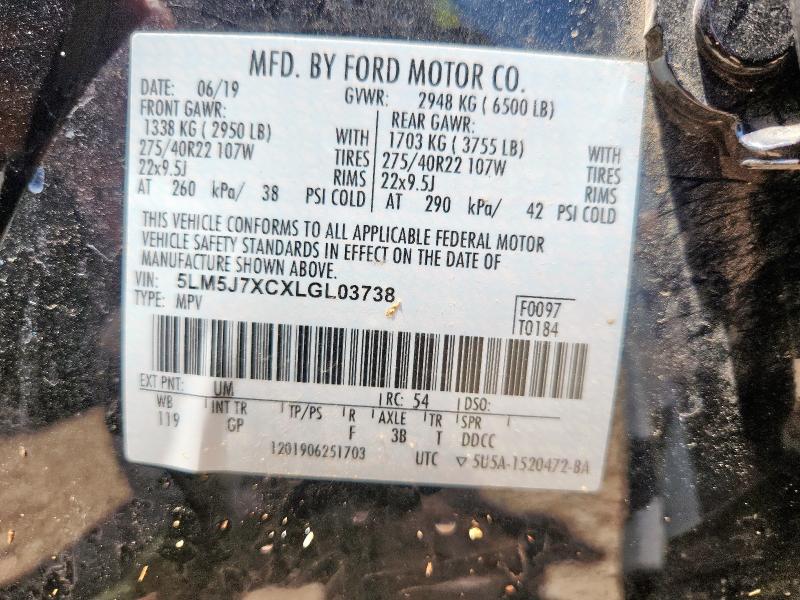 MFD. BY FORD MOTOR CO.
DATE: 06/19 GVWR: 2948 KG ( 6500 LB)
FRONT GAWR: REAR GAWR:
1338 KG ( 2950 LB) WITH 1703 KG ( 3755 LB) WITH
275/40R22 107W TIRES 275/40R22 107W TIRES
22x9.5J RIMS 22x9.5J RIMS
AT 260 kPa/ 38 PSI COLD AT 290 kPa/ 42 PSI COLD
THIS VEHICLE CONFORMS TO ALL APPLICABLE FEDERAL MOTOR
VEHICLE SAFETY STANDARDS IN EFFECT ON THE DATE OF
MANUFACTURE SHOWN ABOVE.
VIN: 5LM5J7XCXLGL03738
TYPE: MPV
F0097
T0184
EXT PNT: UM RC: 54 DSO:
WB INT TR TP/PS R AXLE TR SPR
119 GP F 3B T DDCC
1201906251703 UTC ▽ 5U5A-1520472-BA